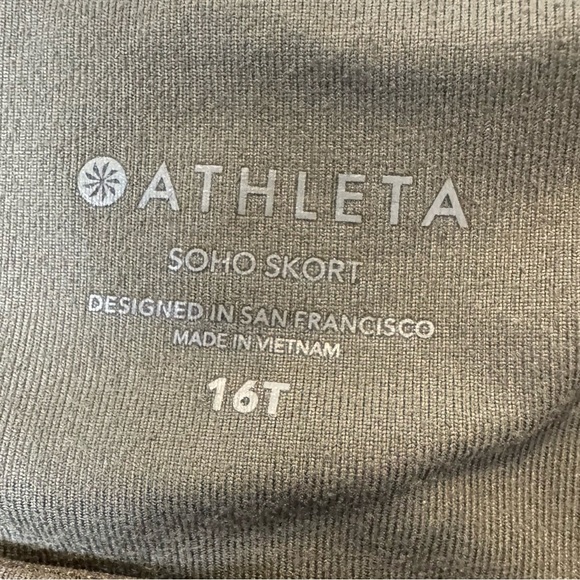 ATHLETA
SOHO SKORT
DESIGNED IN SAN FRANCISCO
MADE IN VIETNAM
16T